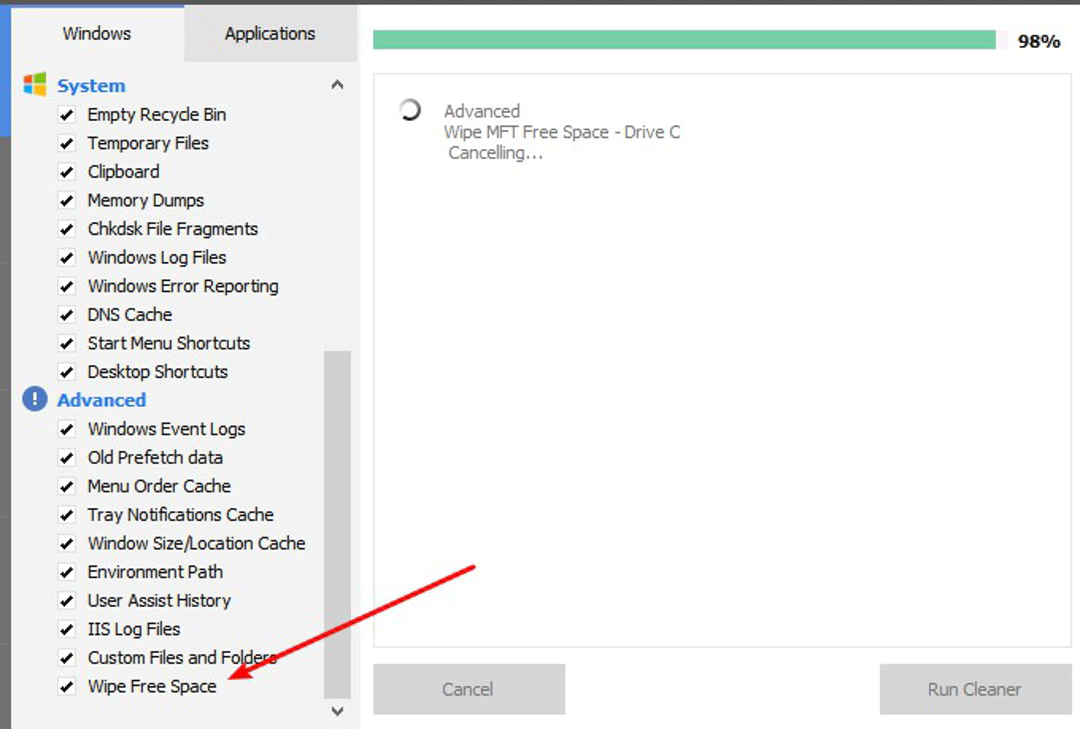 Windows
Applications
System
Empty Recycle Bin
Temporary Files
Clipboard
Memory Dumps
Chkdsk File Fragments
Windows Log Files
Windows Error Reporting
DNS Cache
Start Menu Shortcuts
Desktop Shortcuts
Advanced
Windows Event Logs
Old Prefetch data
Menu Order Cache
Tray Notifications Cache
Window Size/Location Cache
Environment Path
User Assist History
IIS Log Files
Custom Files and Folders
Wipe Free Space
98%
Advanced
Wipe MFT Free Space - Drive C
Cancelling...
Cancel
Run Cleaner